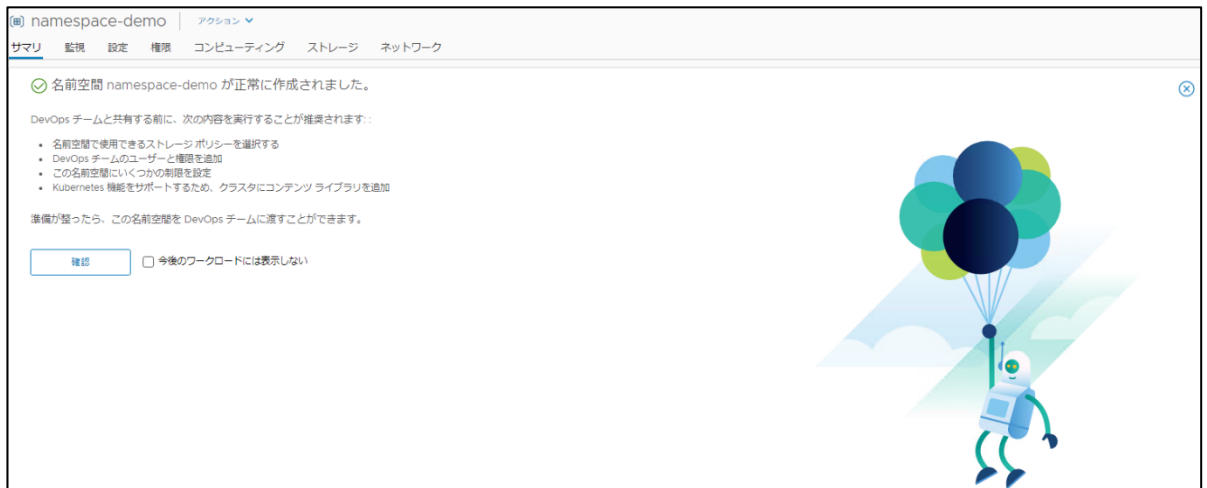 namespace-demo アクション
サマリ 監視 設定 権限 コンピューティング ストレージ ネットワーク
名前空間 namespace-demo が正常に作成されました。
DevOps チームと共有する前に、次の内容を実行することが推奨されます: :
• 名前空間で使用できるストレージ ポリシーを選択する
• DevOps チームのユーザーと権限を追加
• この名前空間にいくつかの制限を設定
• Kubernetes 機能をサポートするため、クラスタにコンテンツ ライブラリを追加
準備が整ったら、この名前空間を DevOps チームに渡すことができます。
確認 今後のワークロードには表示しない